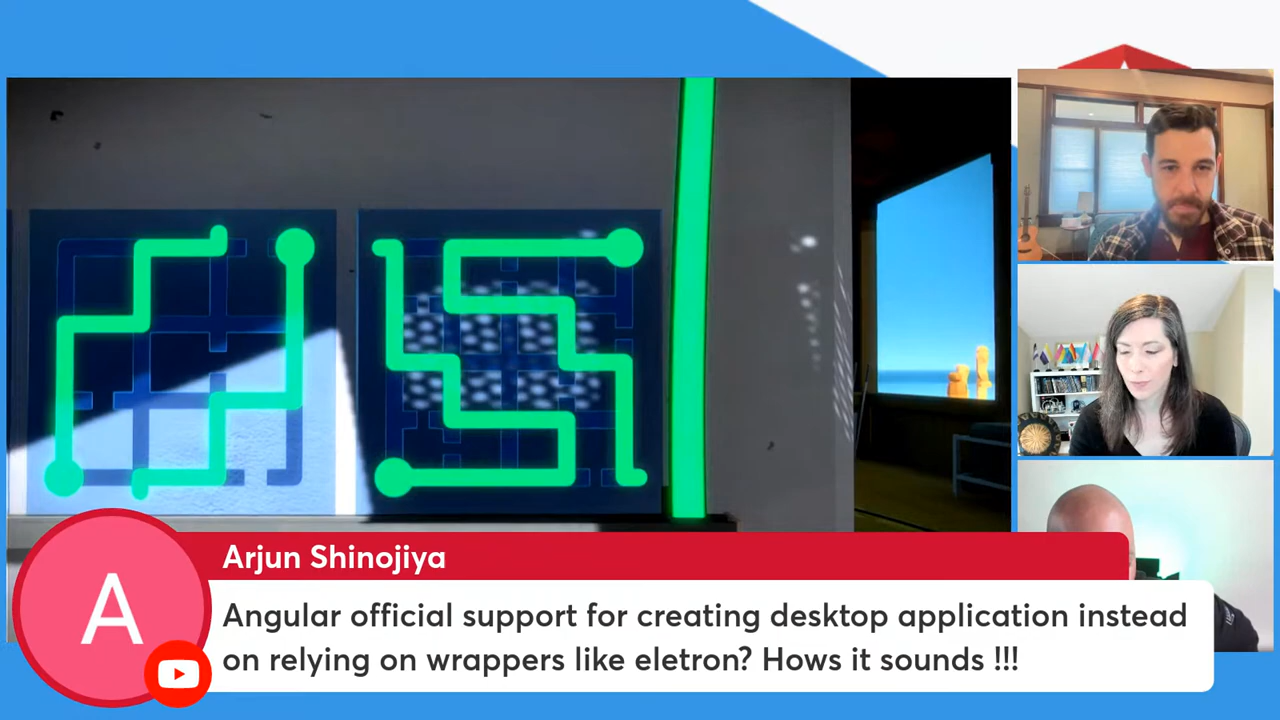 Arjun Shinojiya
A
Angular official support for creating desktop application instead
on relying on wrappers like eletron? Hows it sounds !!!